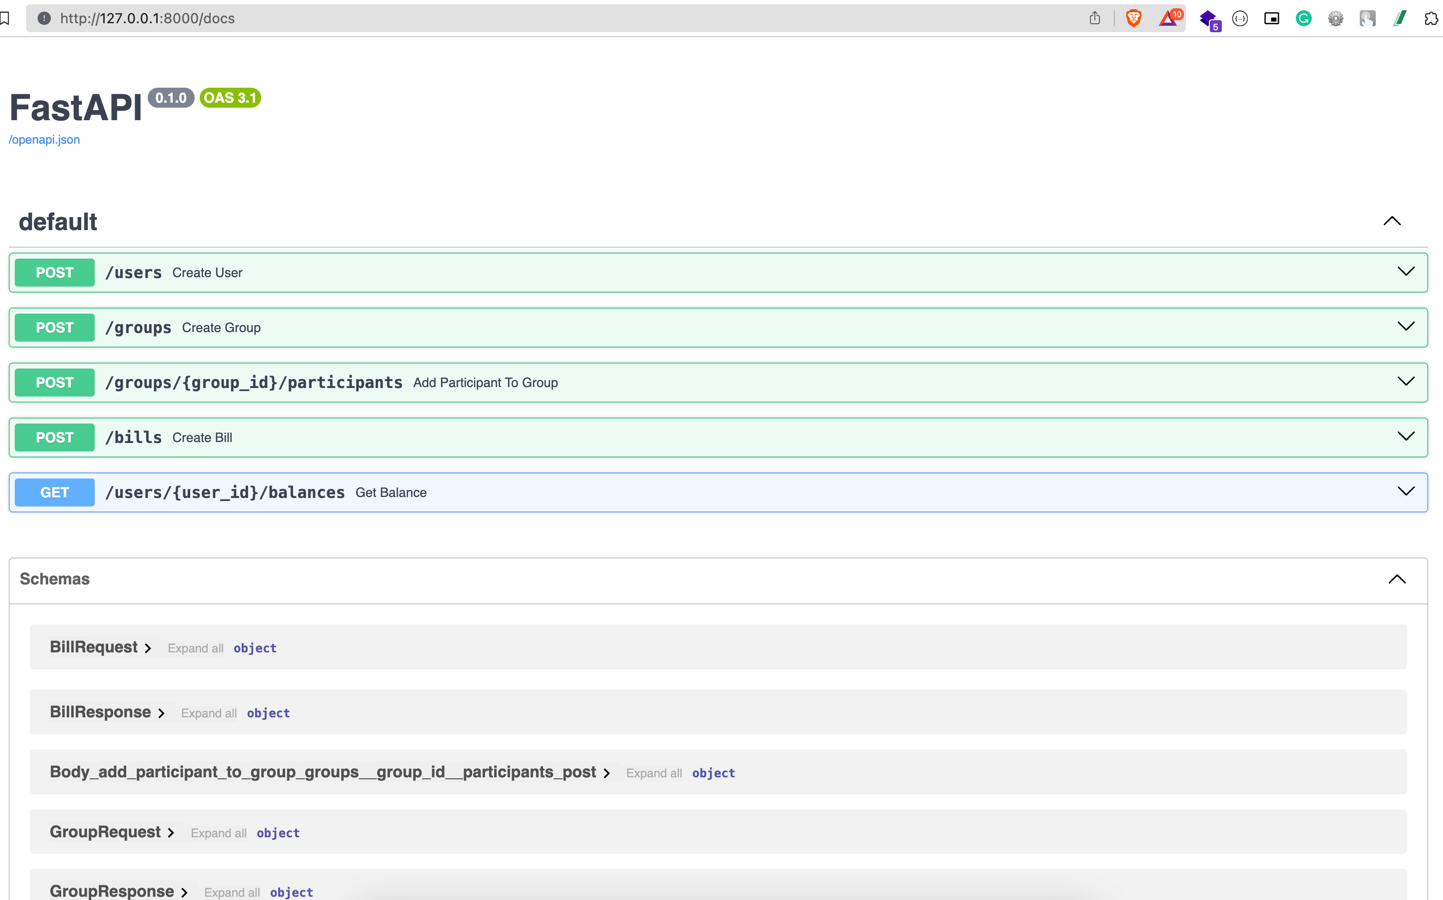 http://127.0.0.1:8000/docs
10
5
FastAPI 0.1.0 OAS 3.1
/openapi.json
default
POST /users Create User
POST /groups Create Group
POST /groups/{group_id}/participants Add Participant To Group
POST /bills Create Bill
GET /users/{user_id}/balances Get Balance
Schemas
BillRequest Expand all object
BillResponse Expand all object
Body_add_participant_to_group_groups__group_id__participants_post Expand all object
GroupRequest Expand all object
GroupResponse Expand all object